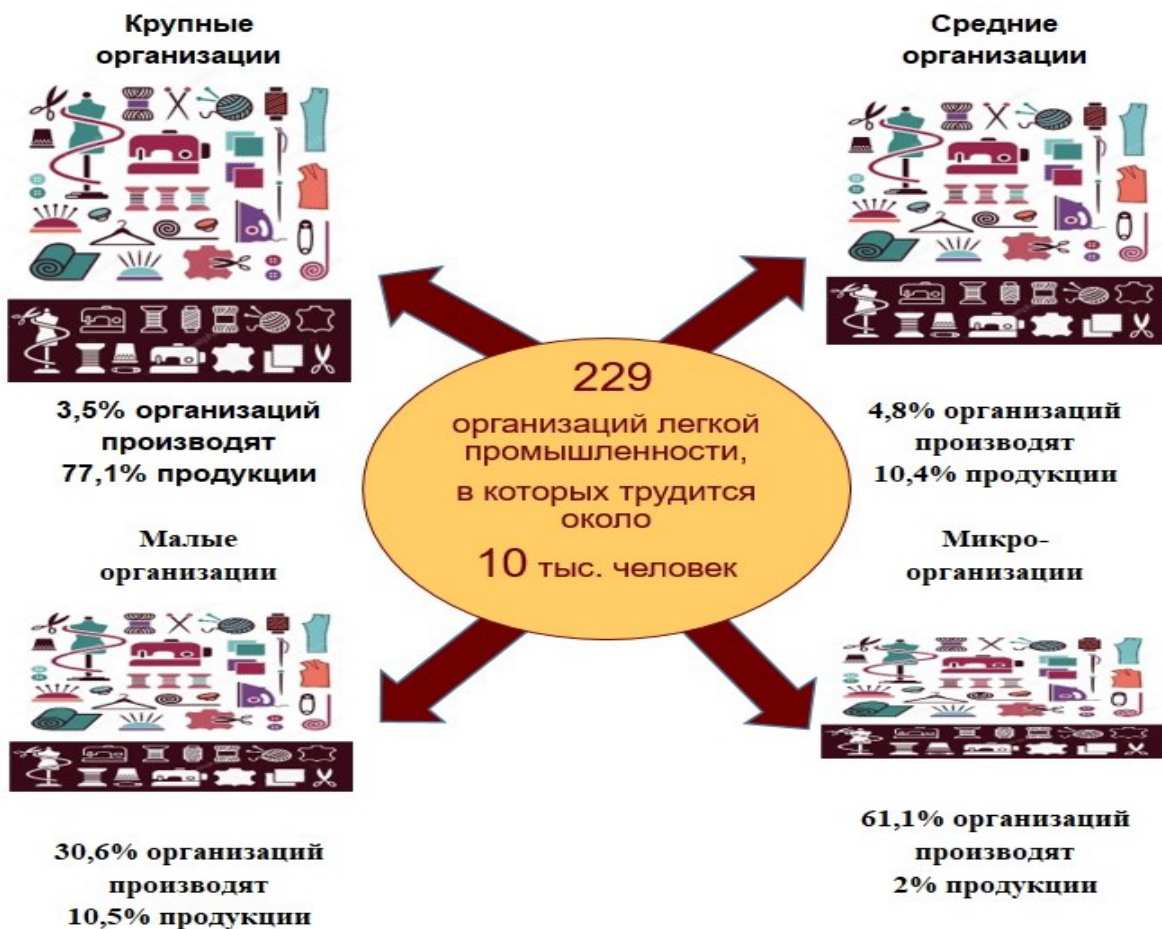 Крупные
организации
3,5% организаций
производят
77,1% продукции
Средние
организации
4,8% организаций
производят
10,4% продукции
229
организаций легкой
промышленности,
в которых трудится
около
10 тыс. человек
Малые
организации
30,6% организаций
производят
10,5% продукции
Микро-
организации
61,1% организаций
производят
2% продукции